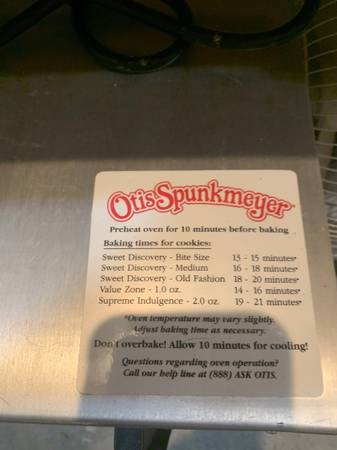 Otis Spunkmeyer
Preheat oven for 10 minutes before baking
Baking times for cookies:
Sweet Discovery - Bite Size 13 - 15 minutes*
Sweet Discovery - Medium 16 - 18 minutes*
Sweet Discovery - Old Fashion 18 - 20 minutes*
Value Zone - 1.0 oz. 14 - 16 minutes*
Supreme Indulgence - 2.0 oz. 19 - 21 minutes*
*Oven temperature may vary slightly.
Adjust baking time as necessary.
Don't overbake! Allow 10 minutes for cooling!
Questions regarding oven operation?
Call our help line at (888) ASK OTIS.